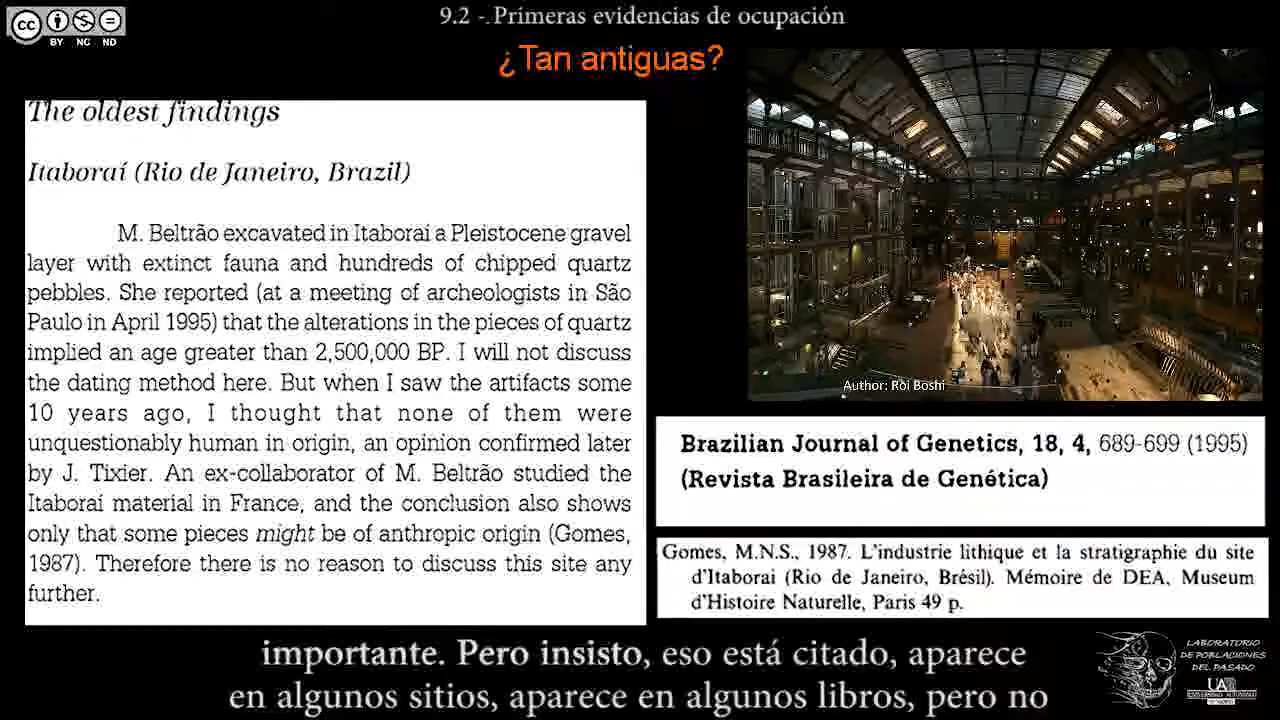 9.2 - Primeras evidencias de ocupación
CC
BY NC ND
¿Tan antiguas?
The oldest findings
Itaboraí (Rio de Janeiro, Brazil)
M. Beltrão excavated in Itaboraí a Pleistocene gravel
layer with extinct fauna and hundreds of chipped quartz
pebbles. She reported (at a meeting of archeologists in São
Paulo in April 1995) that the alterations in the pieces of quartz
implied an age greater than 2,500,000 BP. I will not discuss
the dating method here. But when I saw the artifacts some
10 years ago, I thought that none of them were
unquestionably human in origin, an opinion confirmed later
by J. Tixier. An ex-collaborator of M. Beltrão studied the
Itaboraí material in France, and the conclusion also shows
only that some pieces might be of anthropic origin (Gomes,
1987). Therefore there is no reason to discuss this site any
further.
Author: Roi Boshi
Brazilian Journal of Genetics, 18, 4, 689-699 (1995)
(Revista Brasileira de Genética)
Gomes, M.N.S., 1987. L'industrie lithique et la stratigraphie du site
d'Itaborai (Rio de Janeiro, Brésil). Mémoire de DEA, Museum
d'Histoire Naturelle, Paris 49 p.
importante. Pero insisto, eso está citado, aparece
en algunos sitios, aparece en algunos libros, pero no
LABORATORIO
DE POBLACIONES
DEL PASADO